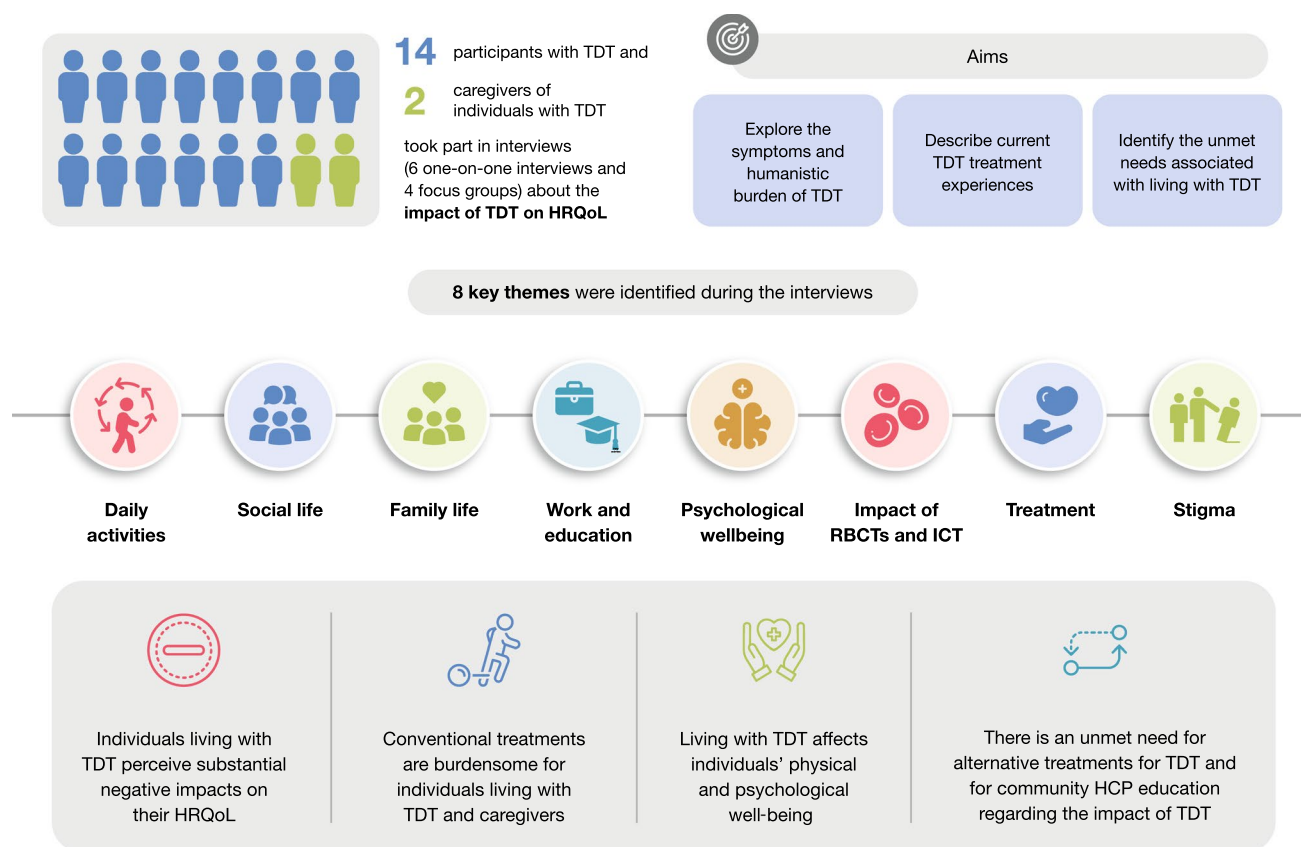 14 participants with TDT and
2 caregivers of
individuals with TDT
took part in interviews
(6 one-on-one interviews and
4 focus groups) about the
impact of TDT on HRQoL
Aims
Explore the
symptoms and
humanistic
burden of TDT
Describe current
TDT treatment
experiences
Identify the unmet
needs associated
with living with TDT
8 key themes were identified during the interviews
Daily
activities
Social life
Family life
Work and
education
Psychological
wellbeing
Impact of
RBCTs and ICT
Treatment
Stigma
Individuals living with
TDT perceive substantial
negative impacts on
their HRQoL
Conventional treatments
are burdensome for
individuals living with
TDT and caregivers
Living with TDT affects
individuals’ physical
and psychological
well-being
There is an unmet need for
alternative treatments for TDT and
for community HCP education
regarding the impact of TDT